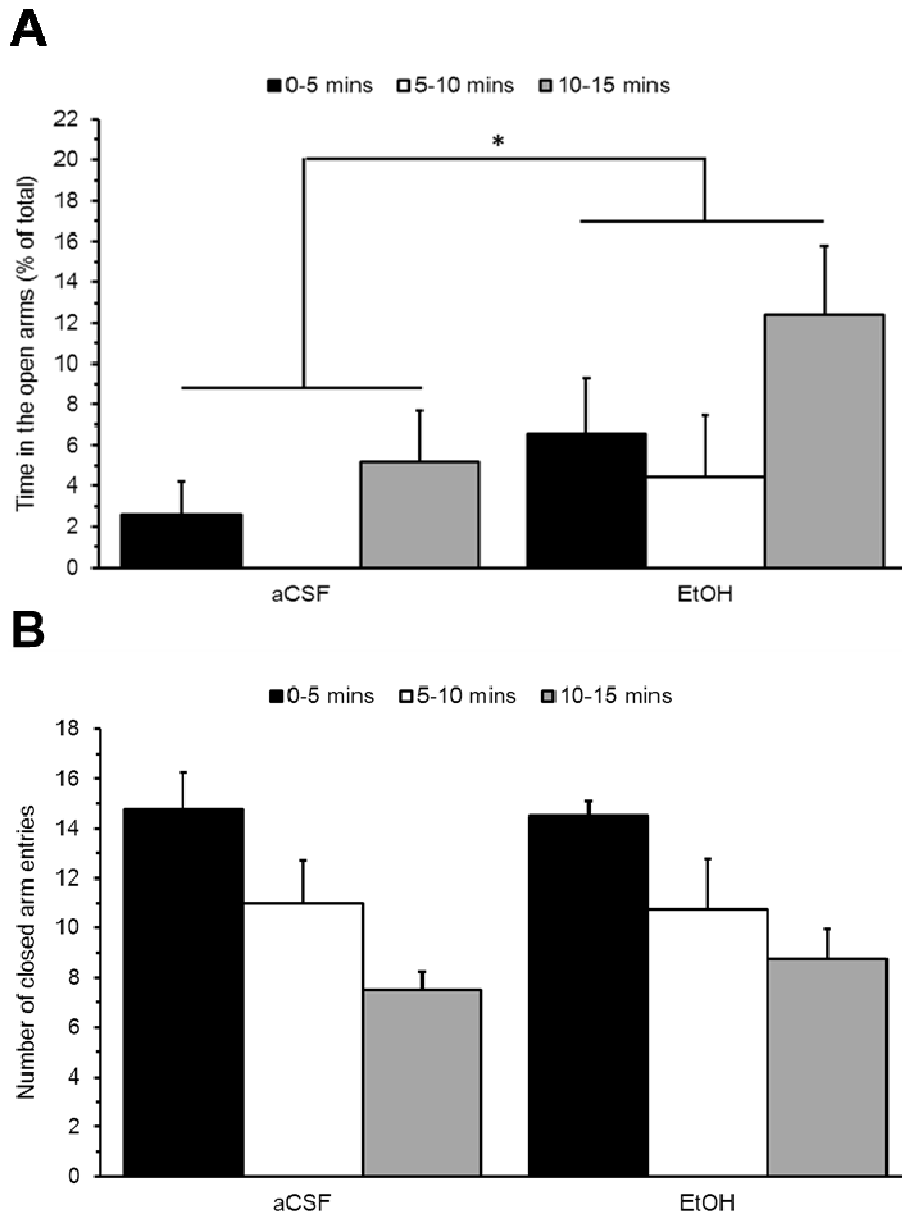 A
0-5 mins 5-10 mins 10-15 mins
22
20
18
16
14
12
10
8
6
4
2
0
Time in the open arms (% of total)
*
aCSF EtOH
B
0-5 mins 5-10 mins 10-15 mins
18
16
14
12
10
8
6
4
2
0
Number of closed arm entries
aCSF EtOH